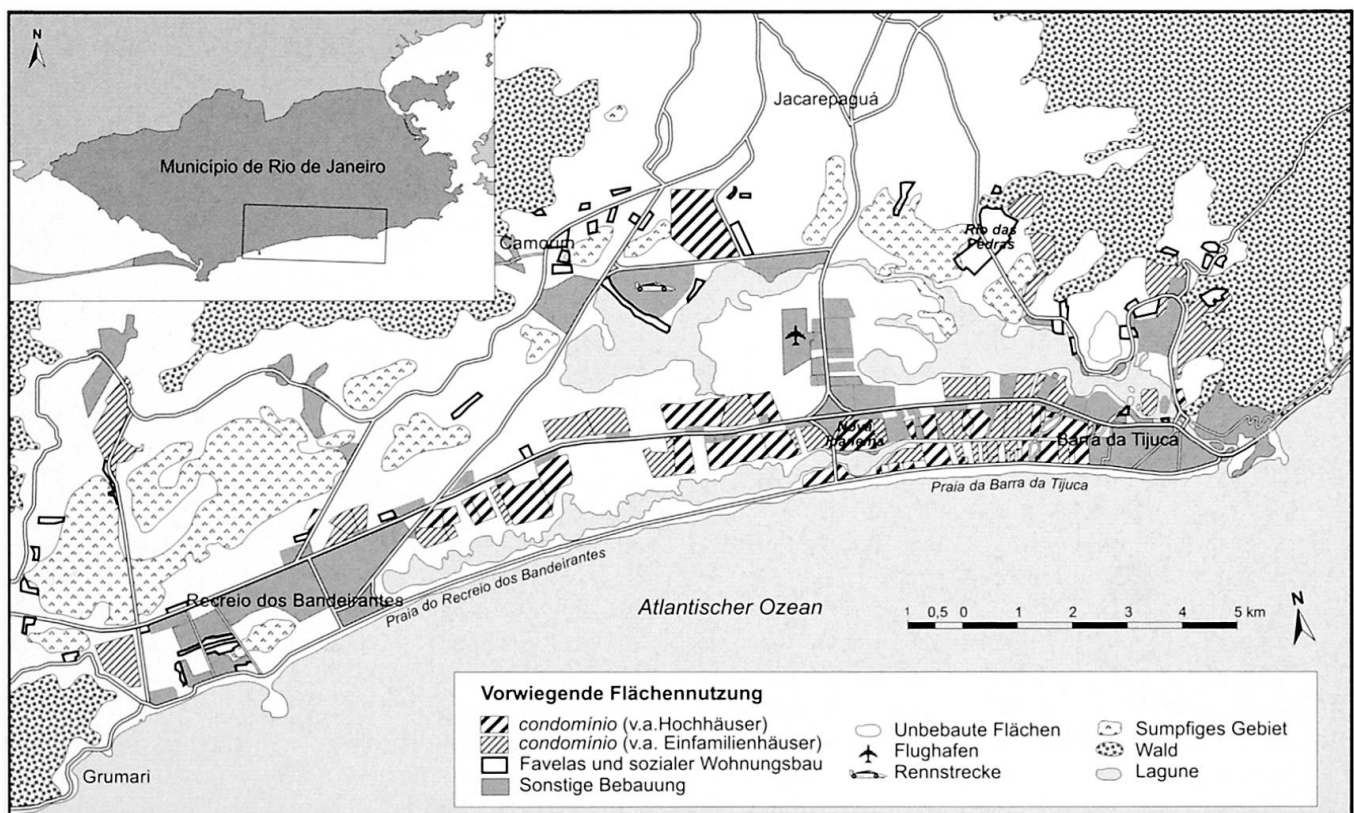 N
Município de Rio de Janeiro
Jacarepaguá
Camorim
Rio das
Pedras
Nova
Ipanema
Barra da Tijuca
Praia da Barra da Tijuca
Recreio dos Bandeirantes
Praia do Recreio dos Bandeirantes
Atlantischer Ozean
N
1 0,5 0 1 2 3 4 5 km
Grumari
Vorwiegende Flächennutzung
condomínio (v.a.Hochhäuser)
condomínio (v.a. Einfamilienhäuser)
Favelas und sozialer Wohnungsbau
Sonstige Bebauung
Unbebaute Flächen
Flughafen
Rennstrecke
Sumpfiges Gebiet
Wald
Lagune